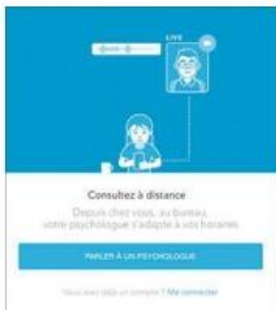 LIVE
Consultez à distance
Depuis chez vous, au bureau,
votre psychologue s'adapte à vos horaires.
PARLER À UN PSYCHOLOGUE
Vous avez déjà un compte ? Me connecter